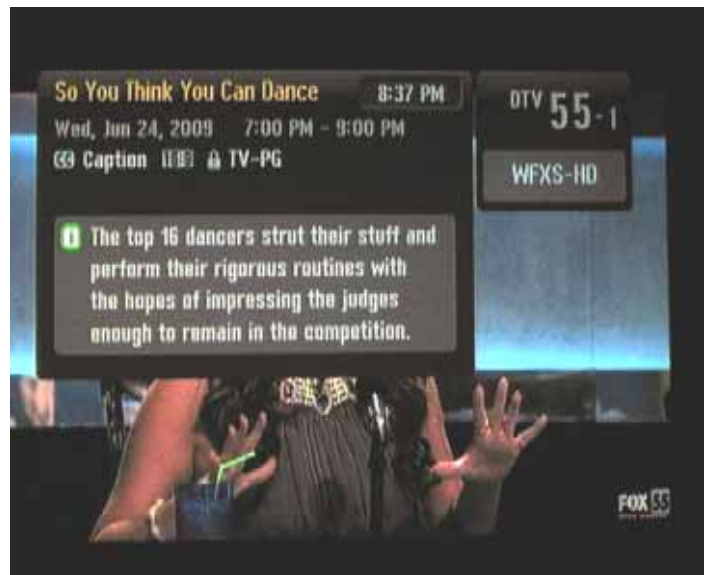 So You Think You Can Dance 8:37 PM
Wed, Jun 24, 2009 7:00 PM - 9:00 PM
CC Caption TV-PG
DTV 55-1
WFXS-HD
i The top 16 dancers strut their stuff and
perform their rigorous routines with
the hopes of impressing the judges
enough to remain in the competition.
FOX 55